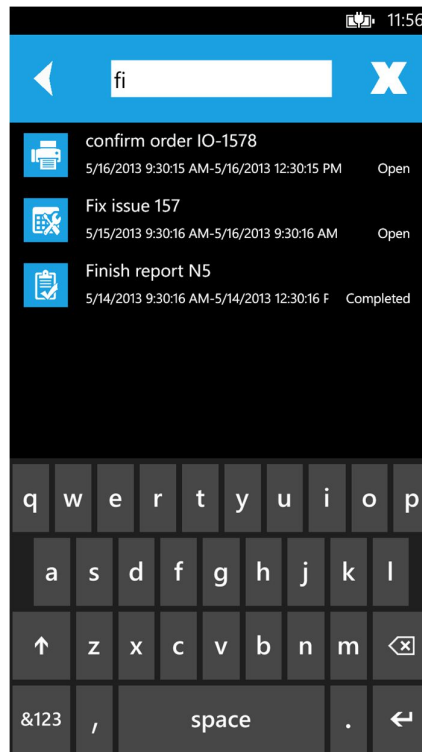 11:56
fi
confirm order IO-1578
5/16/2013 9:30:15 AM-5/16/2013 12:30:15 PM Open
Fix issue 157
5/15/2013 9:30:16 AM-5/16/2013 9:30:16 AM Open
Finish report N5
5/14/2013 9:30:16 AM-5/14/2013 12:30:16 F Completed
q w e r t y u i o p
a s d f g h j k l
z x c v b n m
&123 , space .